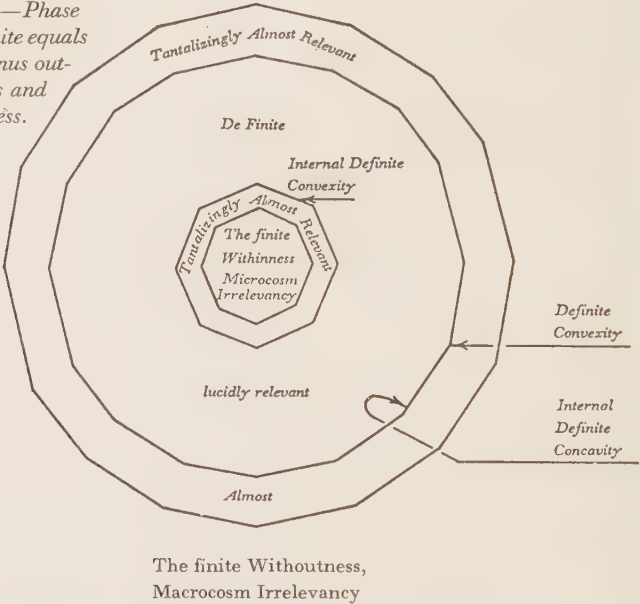 —Phase
ite equals
nus out-
s and
ess.
Tantalizingly Almost Relevant
De Finite
Internal Definite
Convexity
Tantalizingly Almost Relevant
The finite
Withinness
Microcosm
Irrelevancy
Definite
Convexity
lucidly relevant
Internal
Definite
Concavity
Almost
The finite Withoutness,
Macrocosm Irrelevancy